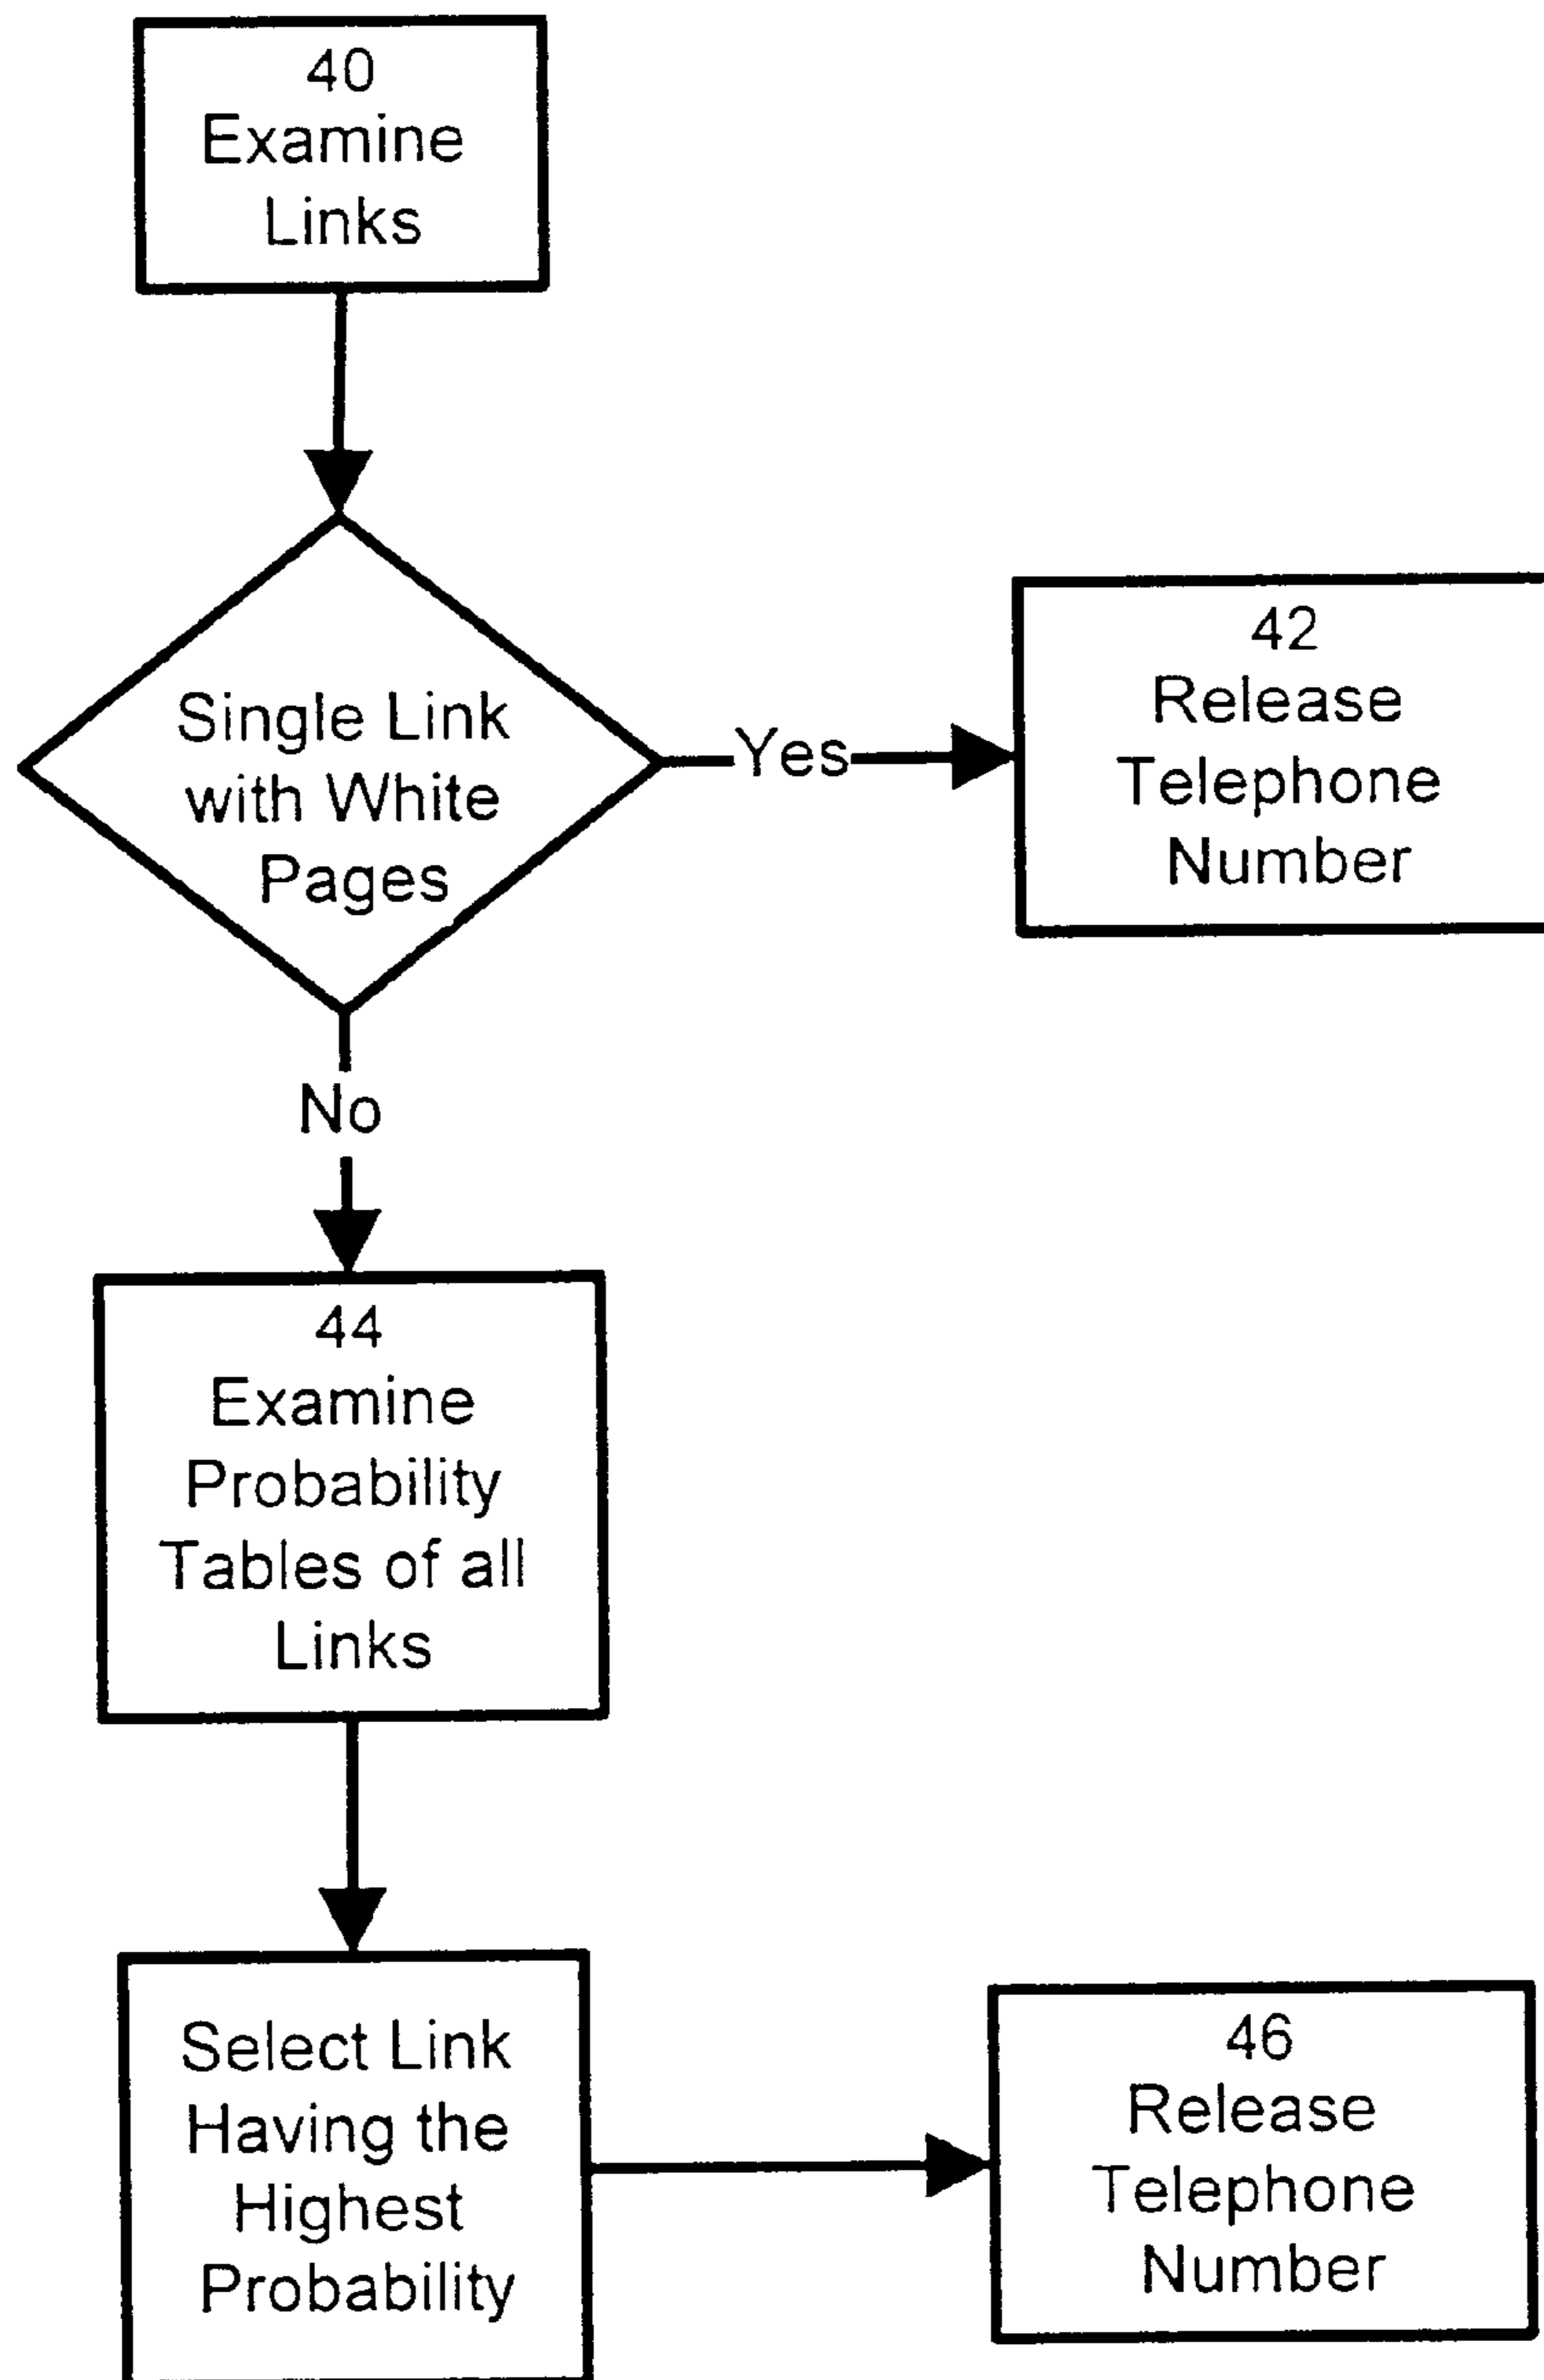 40
Examine
Links
Single Link
with White
Pages
Yes
42
Release
Telephone
Number
No
44
Examine
Probability
Tables of all
Links
Select Link
Having the
Highest
Probability
46
Release
Telephone
Number